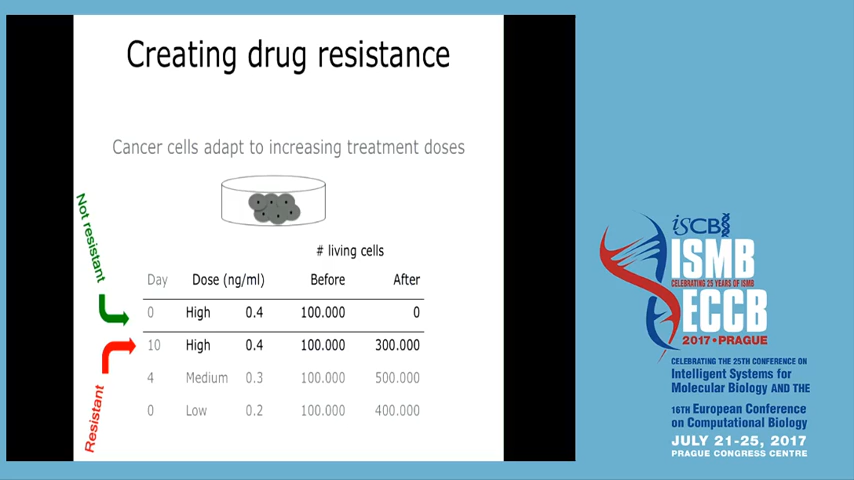 Creating drug resistance
Cancer cells adapt to increasing treatment doses
Not resistant
Resistant
# living cells
Day Dose (ng/ml) Before After
0 High 0.4 100.000 0
10 High 0.4 100.000 300.000
4 Medium 0.3 100.000 500.000
0 Low 0.2 100.000 400.000
iSCB
ISMB
CELEBRATING 25 YEARS OF ISMB
ECCB
2017 • PRAGUE
CELEBRATING THE 25TH CONFERENCE ON
Intelligent Systems for
Molecular Biology AND THE
16TH European Conference
on Computational Biology
JULY 21-25, 2017
PRAGUE CONGRESS CENTRE